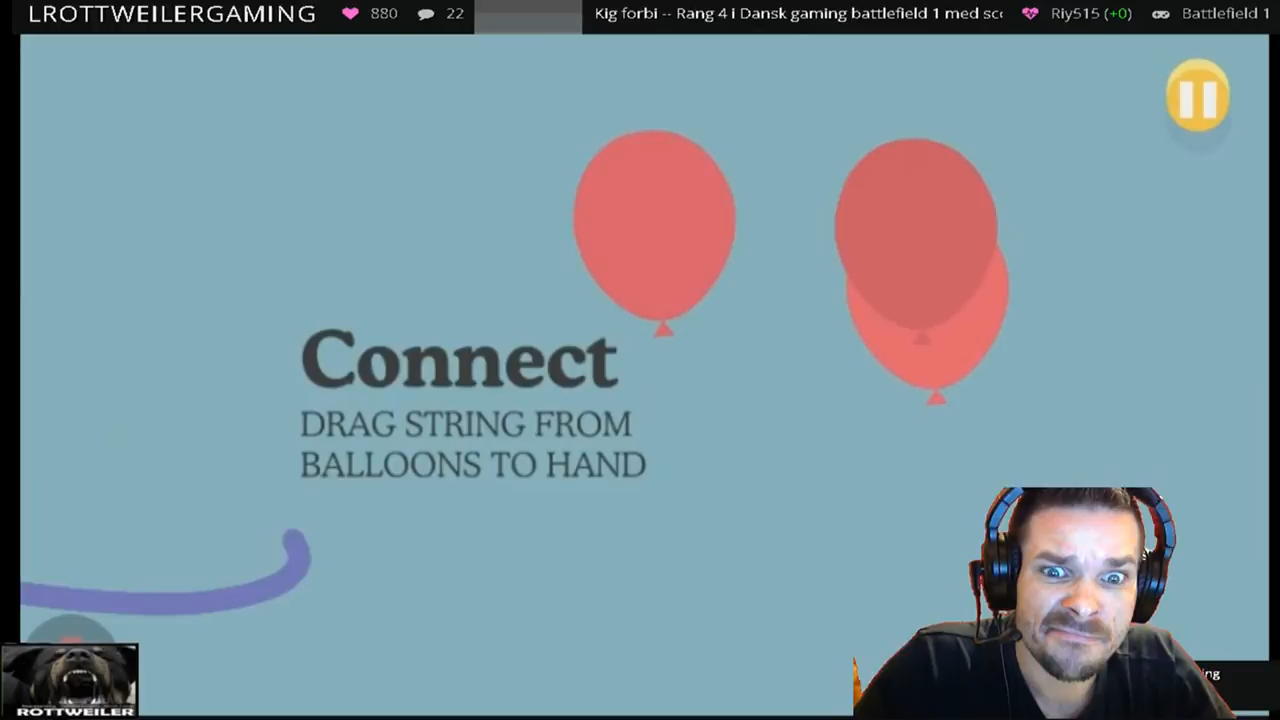 LROTTWEILERGAMING 880 22 Kig forbi -- Rang 4 i Dansk gaming battlefield 1 med Riy515 (+0) Battlefield 1
Connect
DRAG STRING FROM
BALLOONS TO HAND
ROTTWEILER